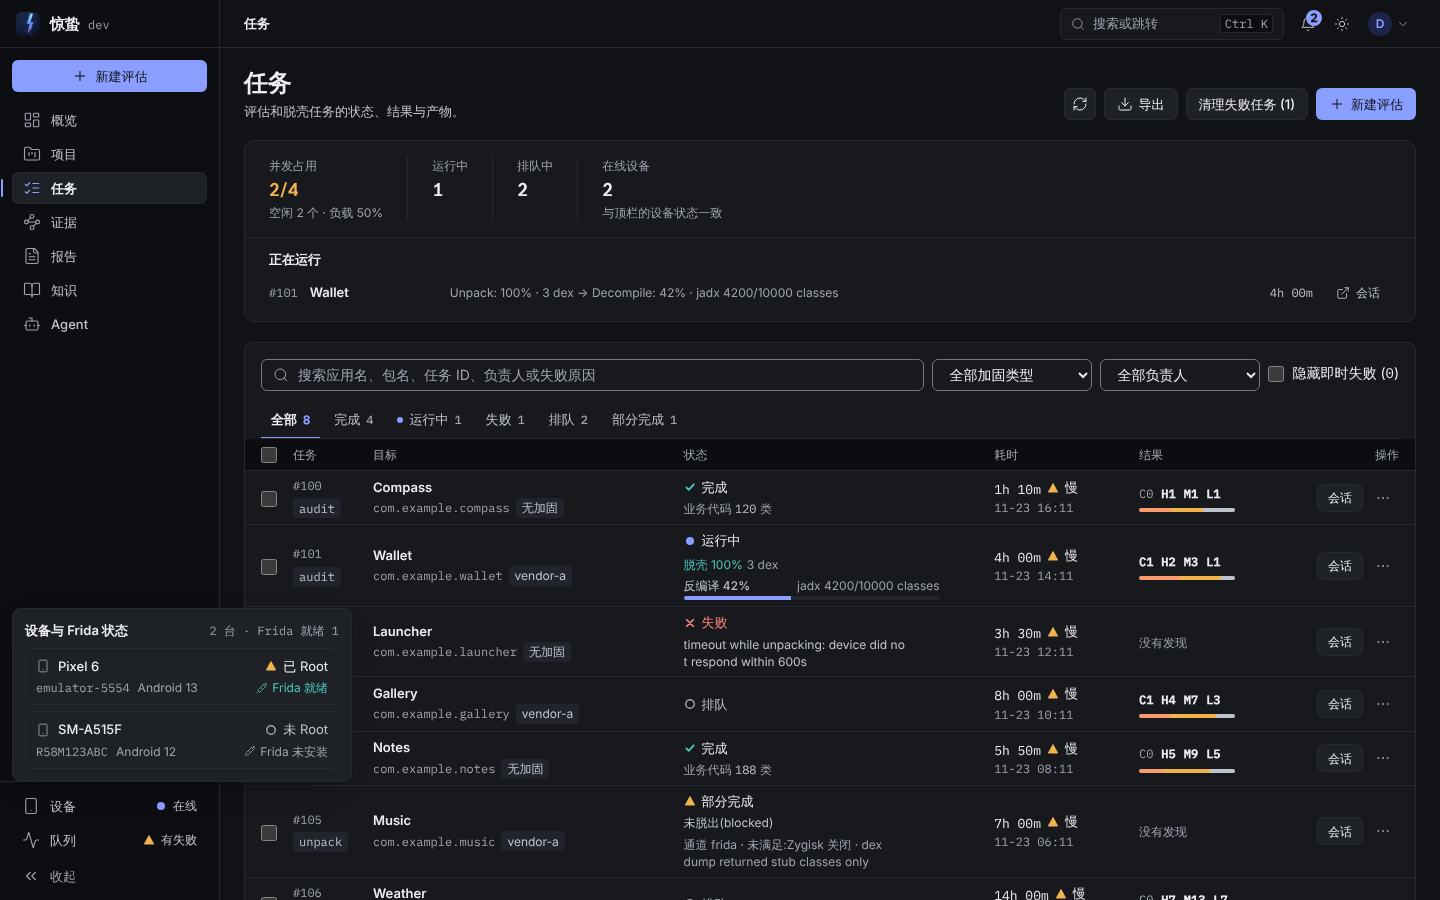 惊蛰 dev
任务
搜索或跳转 Ctrl K
2
D
新建评估
概览
项目
任务
证据
报告
知识
Agent
任务
评估和脱壳任务的状态、结果与产物。
导出
清理失败任务 (1)
新建评估
并发占用
2/4
空闲 2 个 · 负载 50%
运行中
1
排队中
2
在线设备
2
与顶栏的设备状态一致
正在运行
#101 Wallet Unpack: 100% · 3 dex → Decompile: 42% · jadx 4200/10000 classes 4h 00m 会话
搜索应用名、包名、任务 ID、负责人或失败原因
全部加固类型
全部负责人
隐藏即时失败 (0)
全部 8 完成 4 运行中 1 失败 1 排队 2 部分完成 1
任务 目标 状态 耗时 结果 操作
#100
audit
Compass
com.example.compass 无加固
完成
业务代码 120 类
1h 10m 慢
11-23 16:11
C0 H1 M1 L1
会话 ···
#101
audit
Wallet
com.example.wallet vendor-a
运行中
脱壳 100% 3 dex
反编译 42% jadx 4200/10000 classes
4h 00m 慢
11-23 14:11
C1 H2 M3 L1
会话 ···
Launcher
com.example.launcher 无加固
失败
timeout while unpacking: device did no
t respond within 600s
3h 30m 慢
11-23 12:11
没有发现
会话 ···
Gallery
com.example.gallery vendor-a
排队
8h 00m 慢
11-23 10:11
C1 H4 M7 L3
会话 ···
Notes
com.example.notes 无加固
完成
业务代码 188 类
5h 50m 慢
11-23 08:11
C0 H5 M9 L5
会话 ···
#105
unpack
Music
com.example.music vendor-a
部分完成
未脱出(blocked)
通道 frida · 未满足:Zygisk 关闭 · dex
dump returned stub classes only
7h 00m 慢
11-23 06:11
没有发现
会话 ···
#106
Weather
14h 00m 慢
C0 H7 M13 L7
设备与 Frida 状态 2 台 · Frida 就绪 1
Pixel 6 已 Root
emulator-5554 Android 13 Frida 就绪
SM-A515F 未 Root
R58M123ABC Android 12 Frida 未安装
设备 在线
队列 有失败
收起